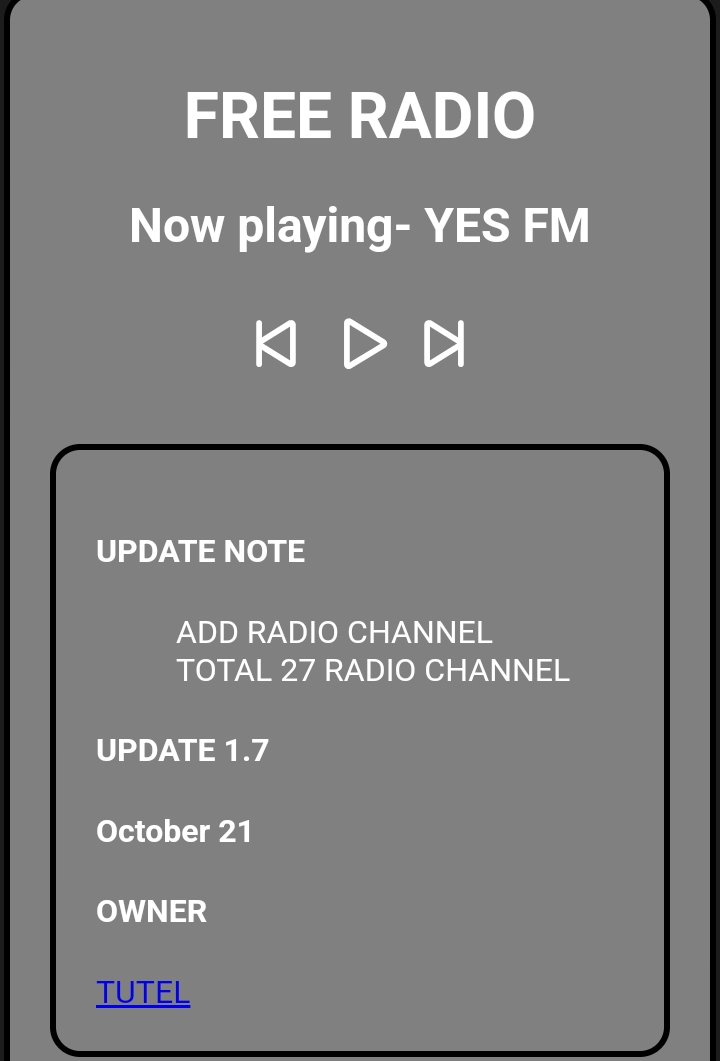 FREE RADIO
Now playing- YES FM
UPDATE NOTE
ADD RADIO CHANNEL
TOTAL 27 RADIO CHANNEL
UPDATE 1.7
October 21
OWNER
TUTEL